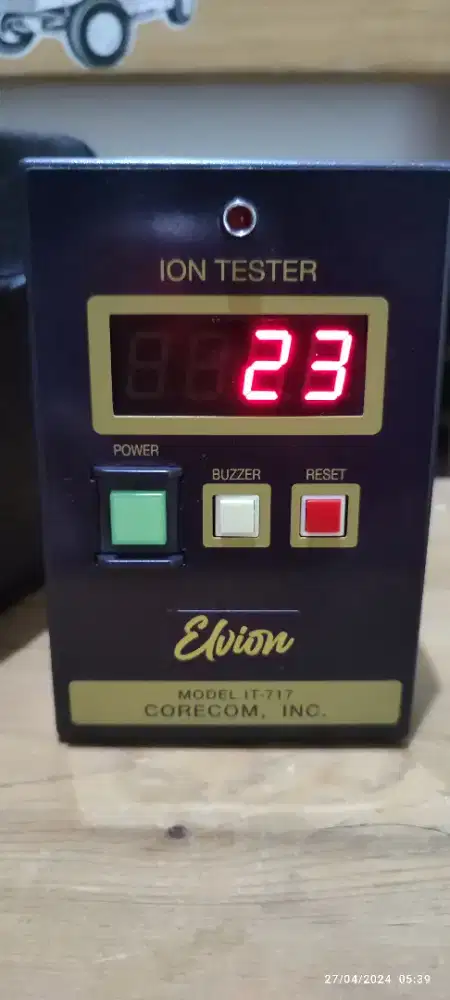 ION TESTER
23
POWER
BUZZER
RESET
Elvion
MODEL IT-717
CORECOM, INC.
27/04/2024 05:39